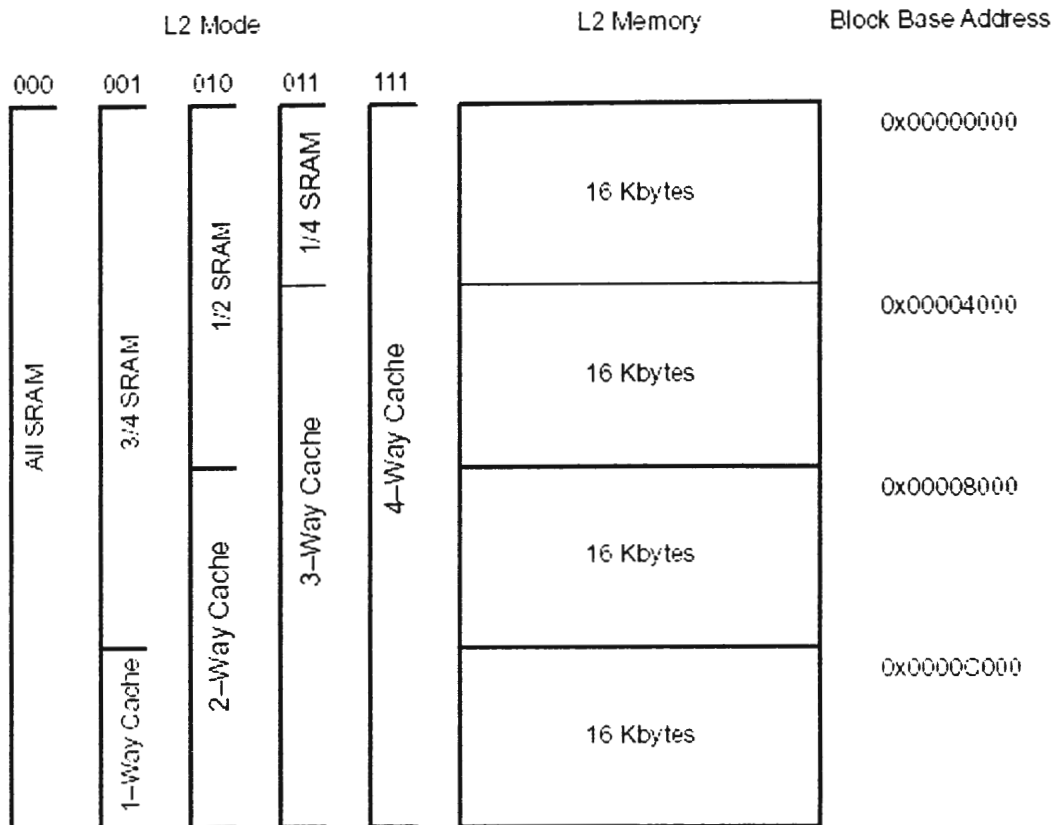 L2 Mode
L2 Memory
Block Base Address
000
001
010
011
111
All SRAM
3/4 SRAM
1-Way Cache
1/2 SRAM
2-Way Cache
1/4 SRAM
3-Way Cache
4-Way Cache
16 Kbytes
0x00000000
16 Kbytes
0x00004000
16 Kbytes
0x00008000
16 Kbytes
0x0000C000